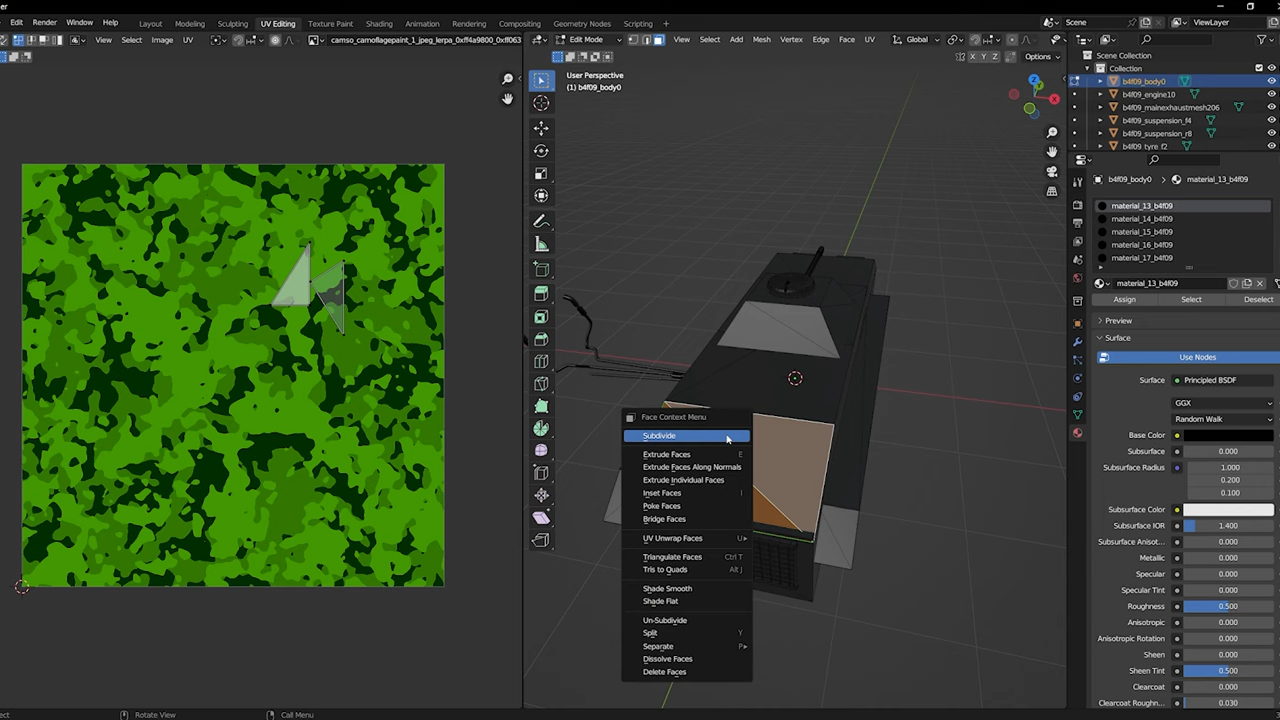 er
Edit Render Window Help Layout Modeling Sculpting UV Editing Texture Paint Shading Animation Rendering Compositing Geometry Nodes Scripting + Scene ViewLayer
View Select Image UV camso_camoflagepaint_1_jpeg_lerpa_0xff4a9800_0xff063 Edit Mode View Select Add Mesh Vertex Edge Face UV Global
X Y Z Options
User Perspective
(1) b4f09_body0
Scene Collection
Collection
b4f09_body0
b4f09_engine10
b4f09_mainexhaustmesh206
b4f09_suspension_f4
b4f09_suspension_r8
b4f09_tyre_f2
b4f09_body0 > material_13_b4f09
material_13_b4f09
material_14_b4f09
material_15_b4f09
material_16_b4f09
material_17_b4f09
material_13_b4f09
Assign Select Deselect
Preview
Surface
Use Nodes
Surface Principled BSDF
GGX
Random Walk
Base Color
Subsurface 0.000
Subsurface Radius 1.000
0.200
0.100
Subsurface Color
Subsurface IOR 1.400
Subsurface Anisot... 0.000
Metallic 0.000
Specular 0.000
Specular Tint 0.000
Roughness 0.500
Anisotropic 0.000
Anisotropic Rotation 0.000
Sheen 0.000
Sheen Tint 0.500
Clearcoat 0.000
Clearcoat Roughn... 0.030
Face Context Menu
Subdivide
Extrude Faces E
Extrude Faces Along Normals
Extrude Individual Faces
Inset Faces I
Poke Faces
Bridge Faces
UV Unwrap Faces U
Triangulate Faces Ctrl T
Tris to Quads Alt J
Shade Smooth
Shade Flat
Un-Subdivide
Split Y
Separate P
Dissolve Faces
Delete Faces
ect Rotate View Call Menu